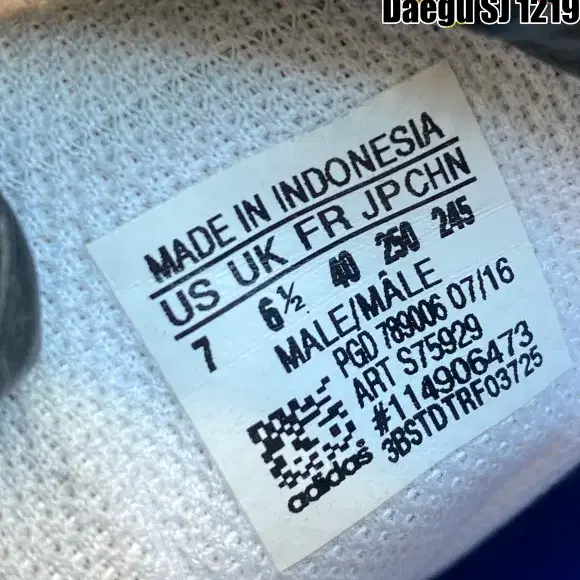 Daegu SJ 1219
MADE IN INDONESIA
US UK FR JP CHN
7 6½ 40 250 245
MALE/MÂLE
PGD 789006 07/16
ART S75929
#114906473
3BSTDTRF03725
adidas